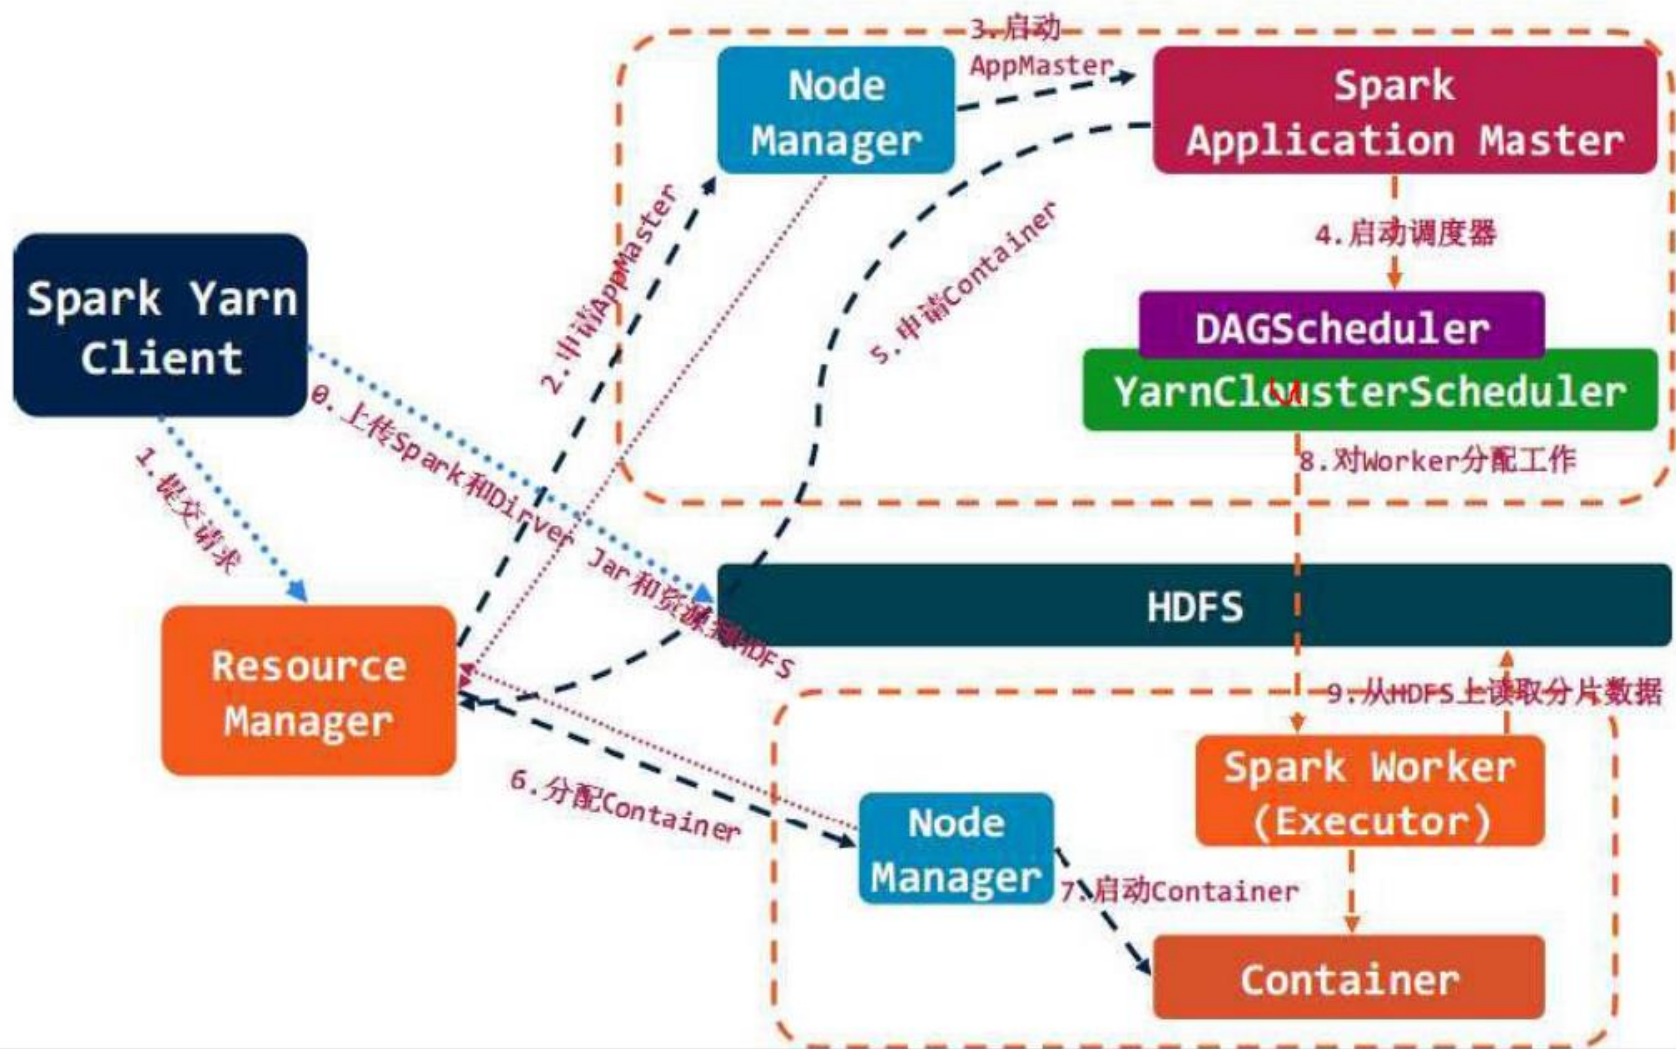 3.启动
AppMaster
Node
Manager
Spark
Application Master
2.申请AppMaster
4.启动调度器
5.申请Container
Spark Yarn
Client
DAGScheduler
YarnClousterScheduler
0.上传Spark和Dirver Jar和资源到HDFS
8.对Worker分配工作
1.提交请求
HDFS
Resource
Manager
9.从HDFS上读取分片数据
6.分配Container
Spark Worker
(Executor)
Node
Manager
7.启动Container
Container